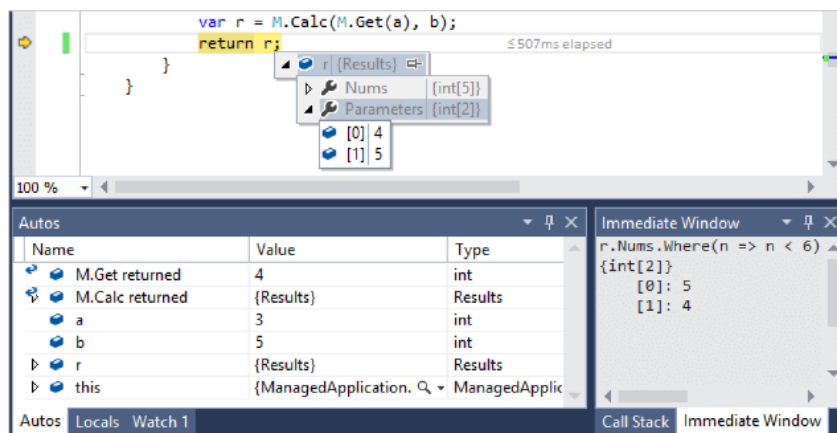 var r = M.Calc(M.Get(a), b);
return r; ≤507ms elapsed
} r {Results}
} Nums {int[5]}
Parameters {int[2]}
[0] 4
[1] 5
100 %
Autos
Name Value Type
M.Get returned 4 int
M.Calc returned {Results} Results
a 3 int
b 5 int
r {Results} Results
this {ManagedApplication. ManagedApplic
Autos Locals Watch 1
Immediate Window
r.Nums.Where(n => n < 6)
{int[2]}
[0]: 5
[1]: 4
Call Stack Immediate Window